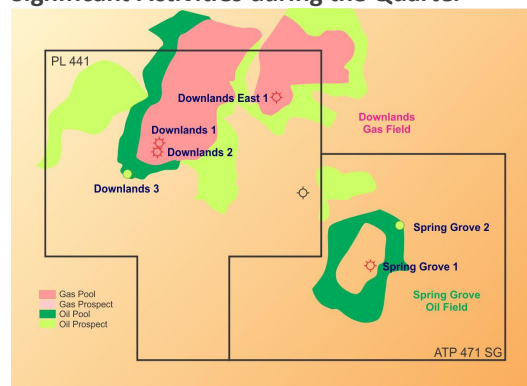 Significant Activities during the Quarter
PL 441
Downlands East 1
Downlands
Gas Field
Downlands 1
Downlands 2
Downlands 3
Spring Grove 2
Spring Grove 1
Spring Grove
Oil Field
Gas Pool
Gas Prospect
Oil Pool
Oil Prospect
ATP 471 SG